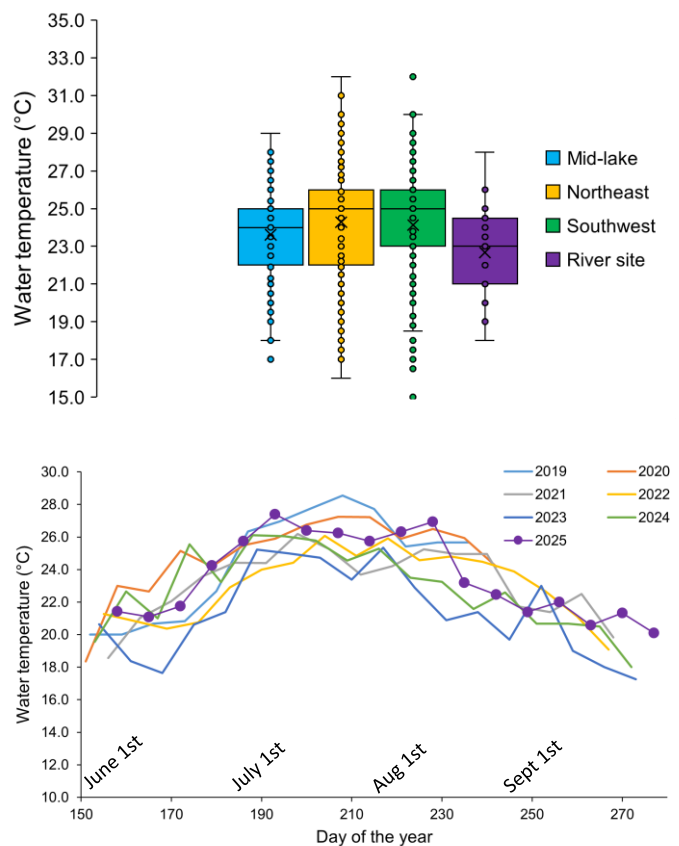 Water temperature (°C)
35.0
33.0
31.0
29.0
27.0
25.0
23.0
21.0
19.0
17.0
15.0
Mid-lake
Northeast
Southwest
River site
Water temperature (°C)
30.0
28.0
26.0
24.0
22.0
20.0
18.0
16.0
14.0
12.0
10.0
2019 2020
2021 2022
2023 2024
2025
June 1st July 1st Aug 1st Sept 1st
150 170 190 210 230 250 270
Day of the year